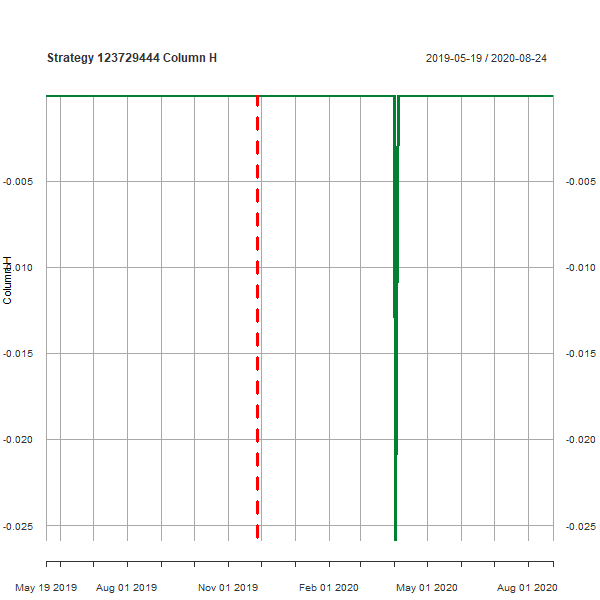 Strategy 123729444 Column H
2019-05-19 / 2020-08-24
-0.005
-0.005
Column H
-0.010
-0.010
-0.015
-0.015
-0.020
-0.020
-0.025
-0.025
May 19 2019
Aug 01 2019
Nov 01 2019
Feb 01 2020
May 01 2020
Aug 01 2020